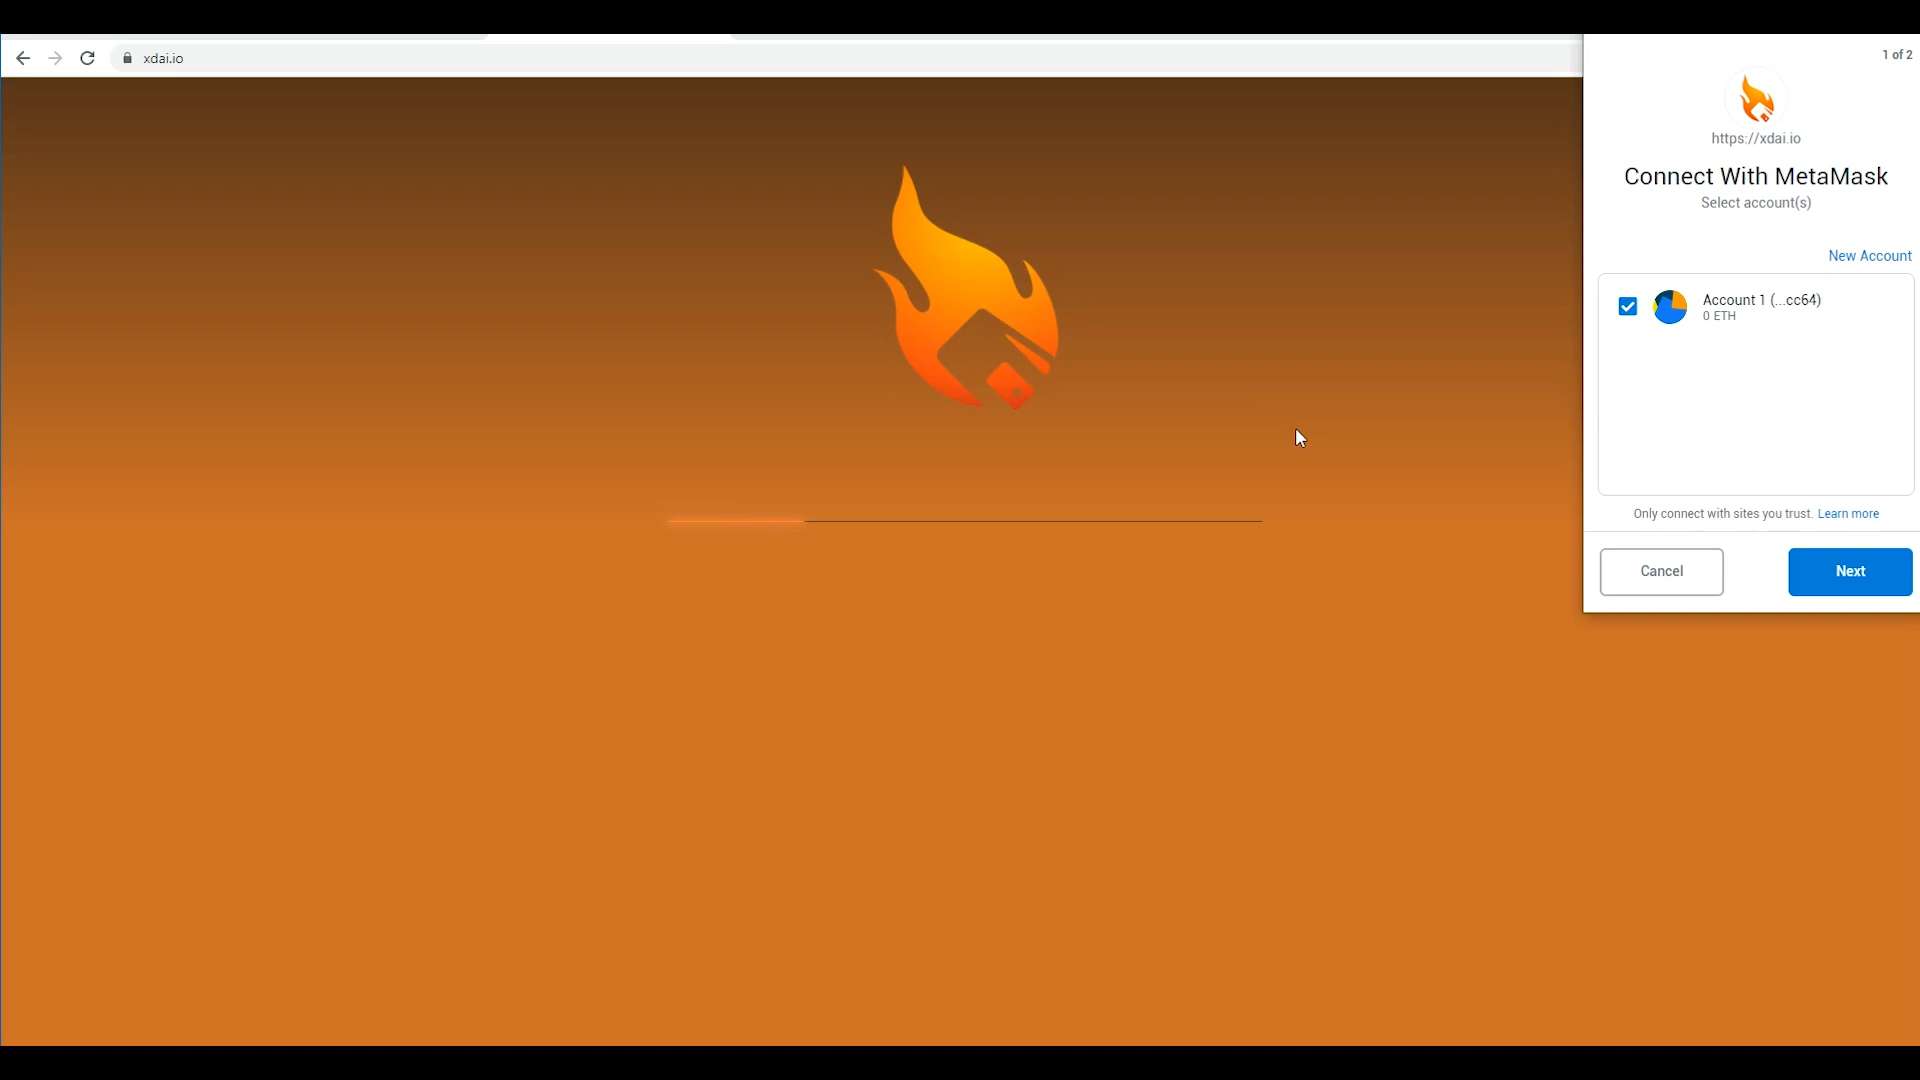 xdai.io
1 of 2
https://xdai.io
Connect With MetaMask
Select account(s)
New Account
Account 1 (...cc64)
0 ETH
Only connect with sites you trust. Learn more
Cancel
Next